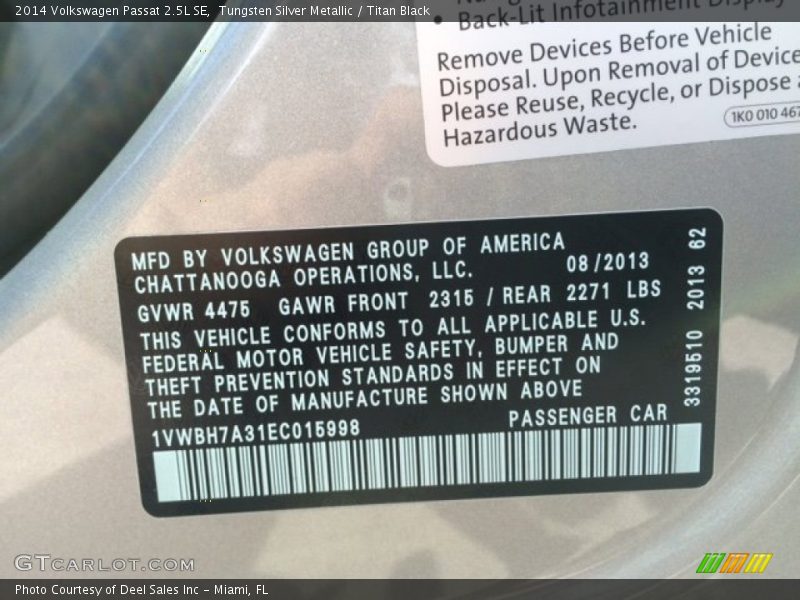 2014 Volkswagen Passat 2.5L SE, Tungsten Silver Metallic / Titan Black
• Back-Lit Infotainment Display
Remove Devices Before Vehicle
Disposal. Upon Removal of Device
Please Reuse, Recycle, or Dispose
Hazardous Waste.
1K0 010 467
MFD BY VOLKSWAGEN GROUP OF AMERICA
CHATTANOOGA OPERATIONS, LLC. 08/2013
GVWR 4475 GAWR FRONT 2315 / REAR 2271 LBS
THIS VEHICLE CONFORMS TO ALL APPLICABLE U.S.
FEDERAL MOTOR VEHICLE SAFETY, BUMPER AND
THEFT PREVENTION STANDARDS IN EFFECT ON
THE DATE OF MANUFACTURE SHOWN ABOVE
1VWBH7A31EC015998 PASSENGER CAR
3319510 2013 62
GTCARLOT.COM
Photo Courtesy of Deel Sales Inc – Miami, FL